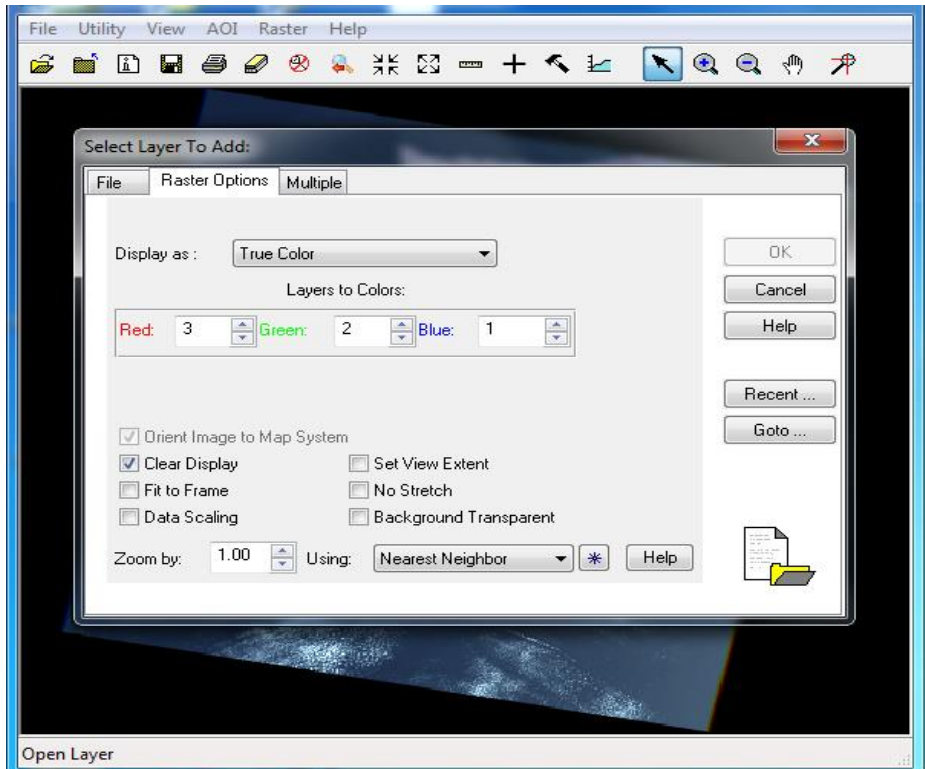 File Utility View AOI Raster Help
Select Layer To Add:
File Raster Options Multiple
Display as : True Color
Layers to Colors:
Red: 3 Green: 2 Blue: 1
OK
Cancel
Help
Recent ...
Goto ...
Orient Image to Map System
Clear Display Set View Extent
Fit to Frame No Stretch
Data Scaling Background Transparent
Zoom by: 1.00 Using: Nearest Neighbor Help
Open Layer